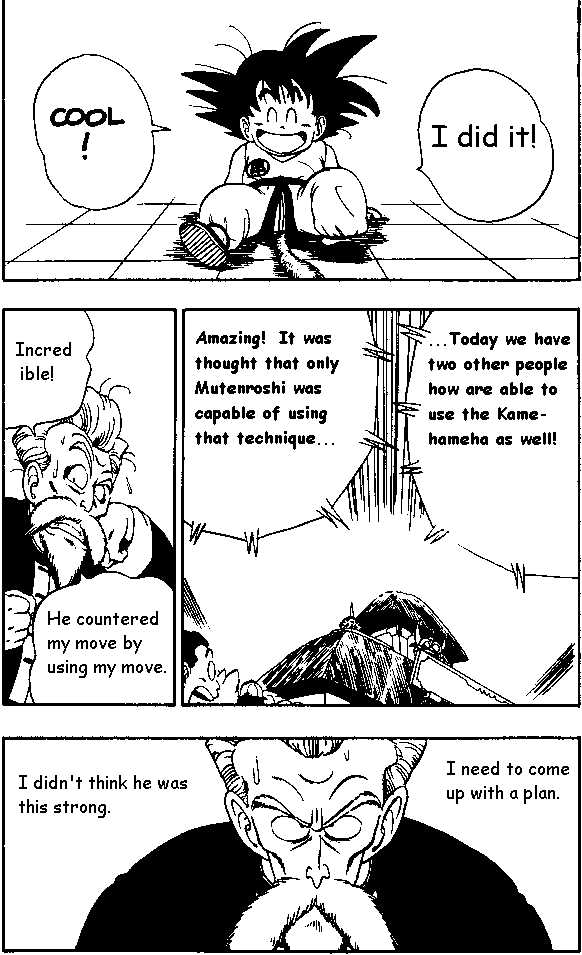 COOL
!
I did it!
Incred
ible!
He countered
my move by
using my move.
Amazing! It was
thought that only
Mutenroshi was
capable of using
that technique...
...Today we have
two other people
how are able to
use the Kame-
hameha as well!
I didn't think he was
this strong.
I need to come
up with a plan.